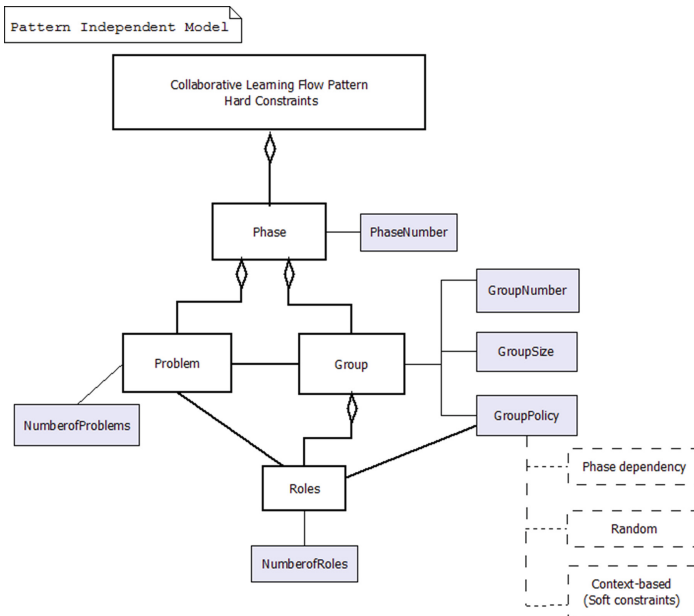 Pattern Independent Model
Collaborative Learning Flow Pattern
Hard Constraints
Phase
PhaseNumber
GroupNumber
Problem
Group
GroupSize
NumberofProblems
GroupPolicy
Phase dependency
Roles
Random
NumberofRoles
Context-based
(Soft constraints)